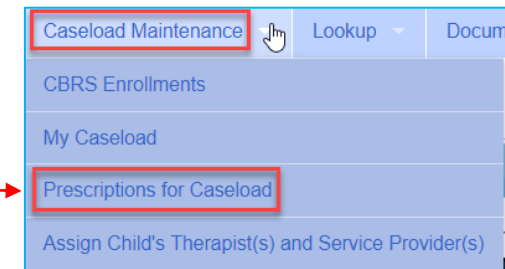 Caseload Maintenance Lookup Docum
CBRS Enrollments
My Caseload
Prescriptions for Caseload
Assign Child's Therapist(s) and Service Provider(s)